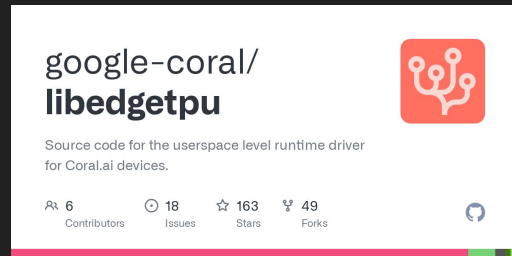 google-coral/
libedgetpu
Source code for the userspace level runtime driver
for Coral.ai devices.
6 18 163 49
Contributors Issues Stars Forks